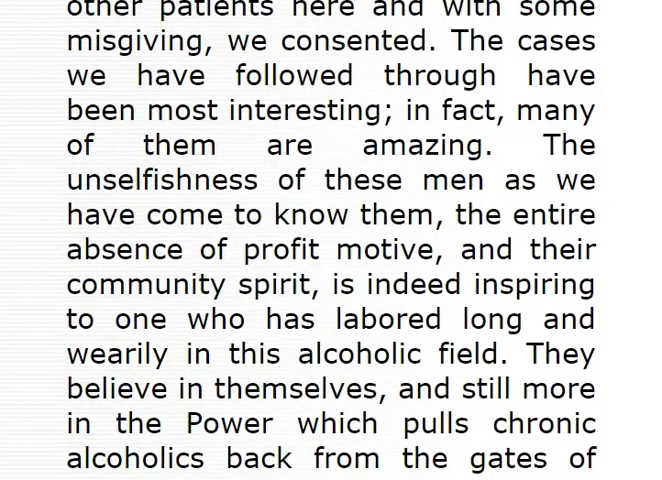 other patients here and with some
misgiving, we consented. The cases
we have followed through have
been most interesting; in fact, many
of them are amazing. The
unselfishness of these men as we
have come to know them, the entire
absence of profit motive, and their
community spirit, is indeed inspiring
to one who has labored long and
wearily in this alcoholic field. They
believe in themselves, and still more
in the Power which pulls chronic
alcoholics back from the gates of